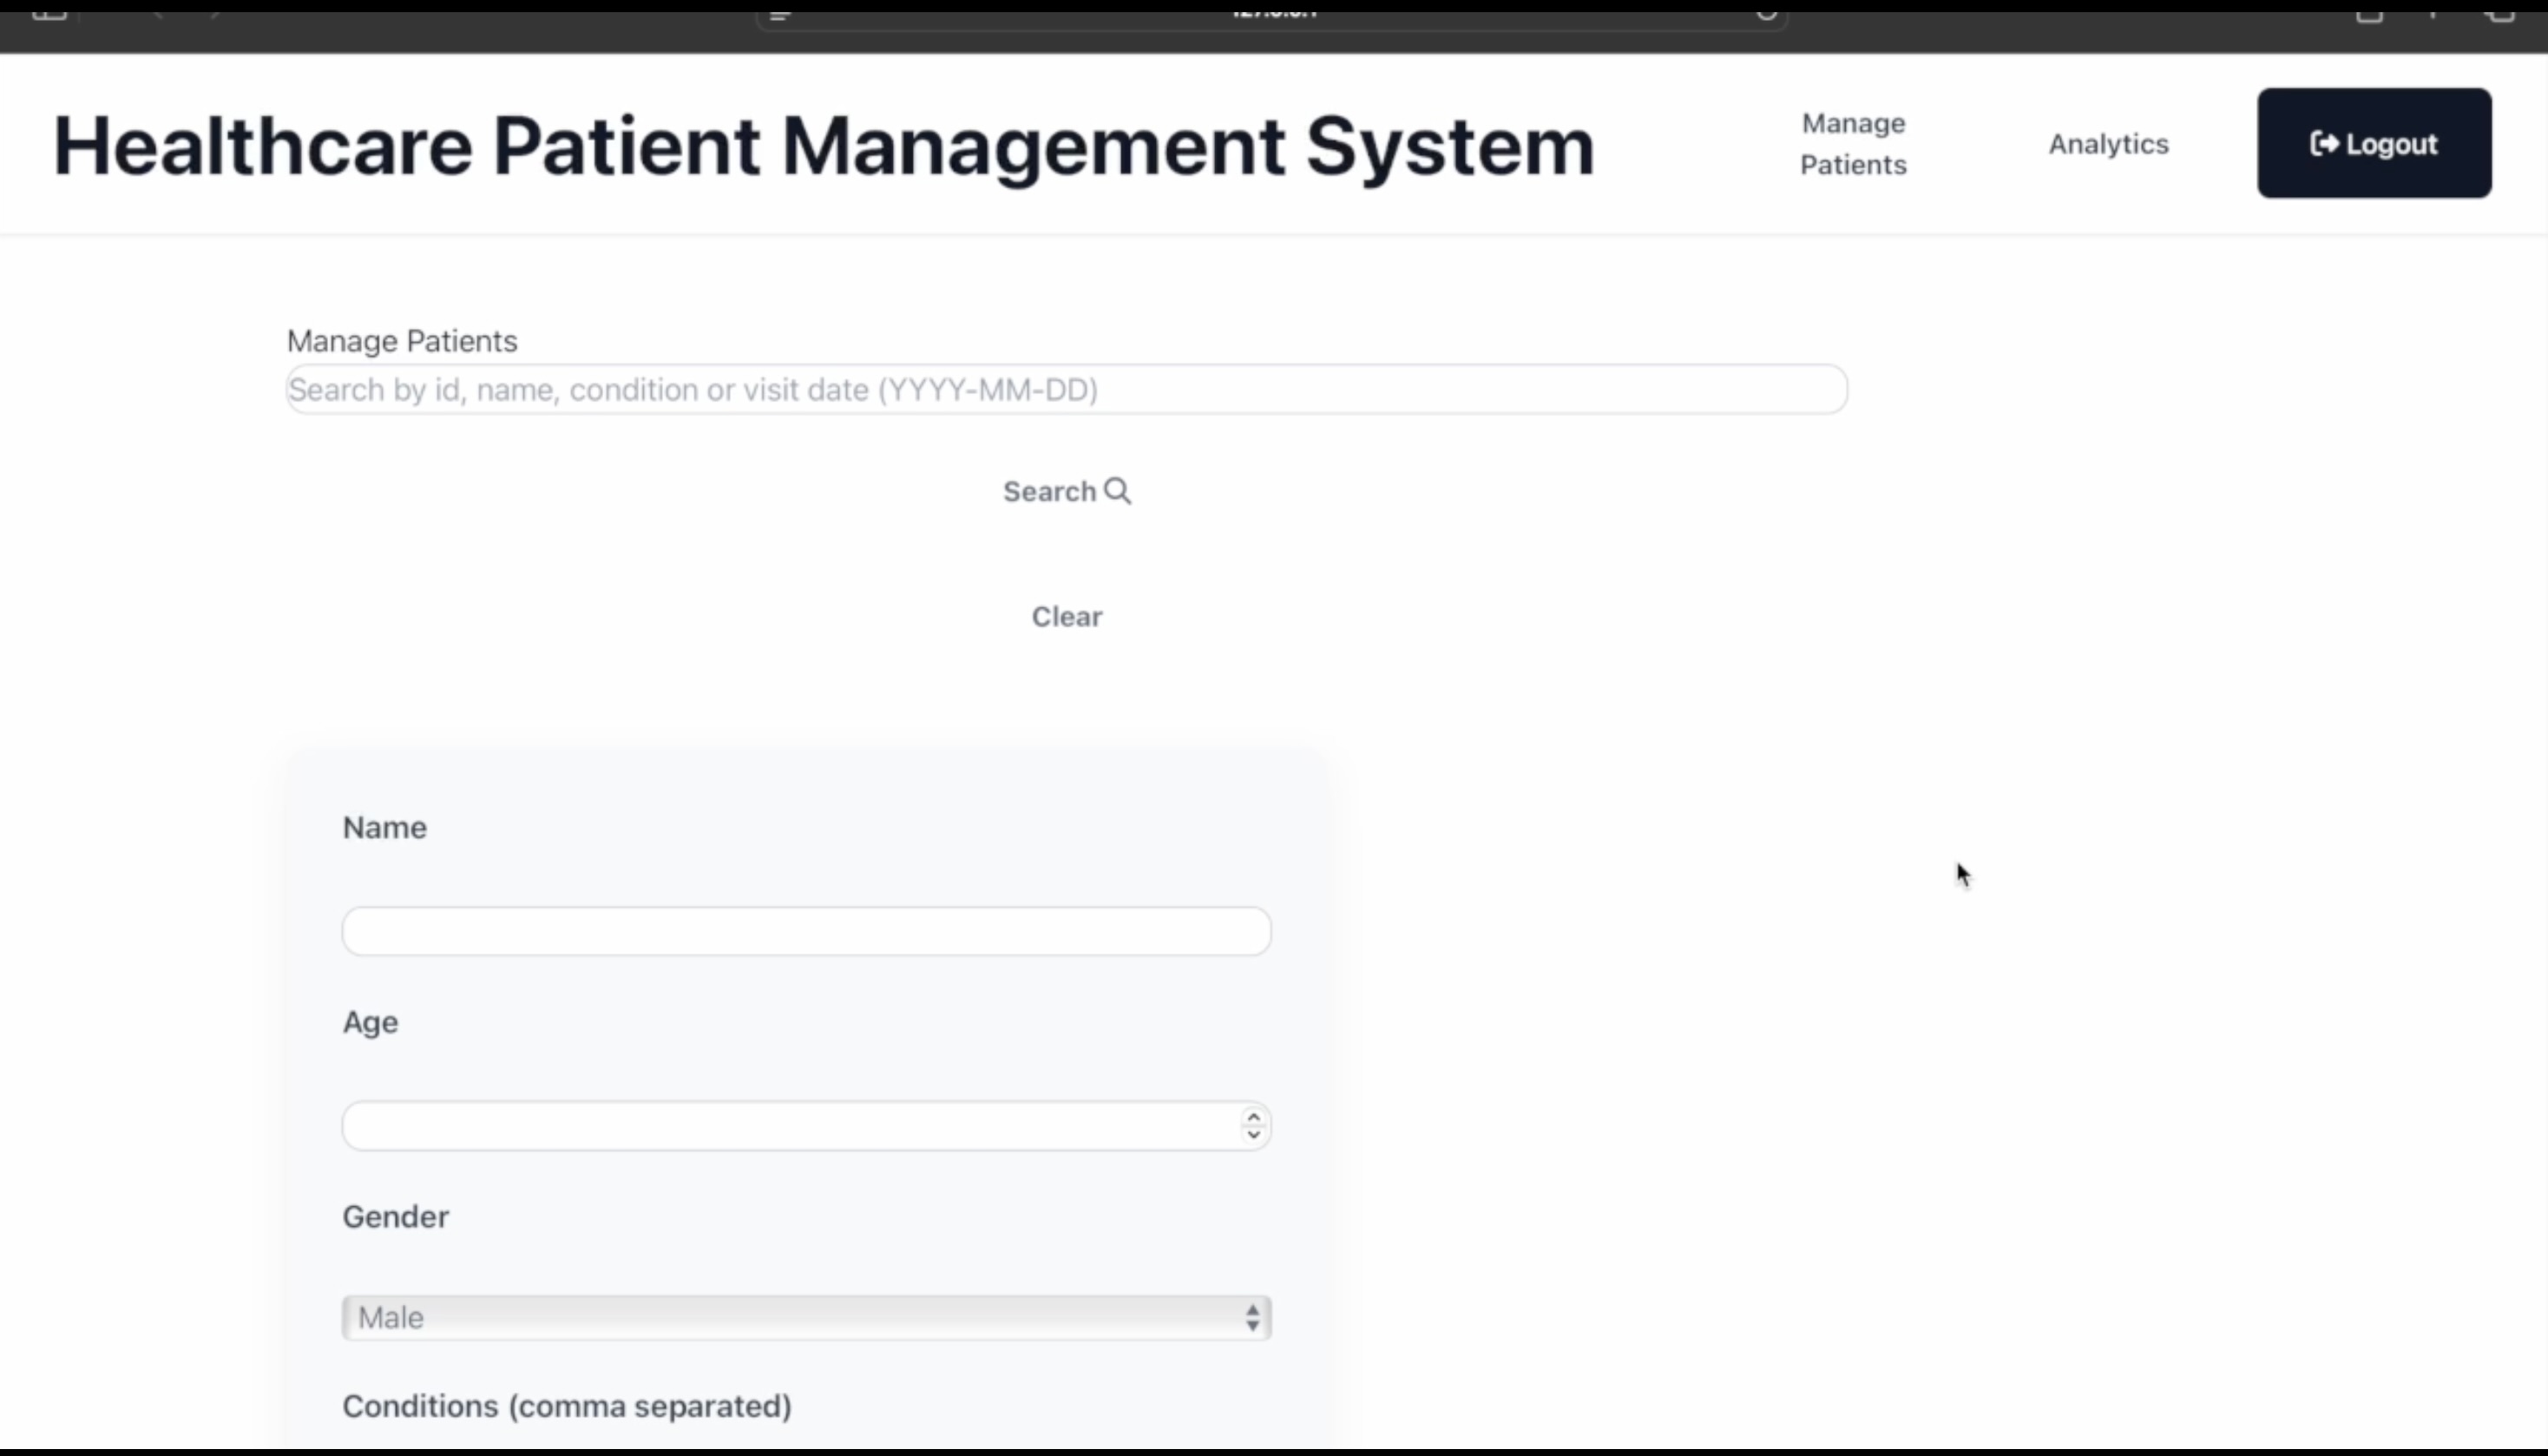 Healthcare Patient Management System
Manage
Patients
Analytics
Logout
Manage Patients
Search by id, name, condition or visit date (YYYY-MM-DD)
Search
Clear
Name
Age
Gender
Male
Conditions (comma separated)